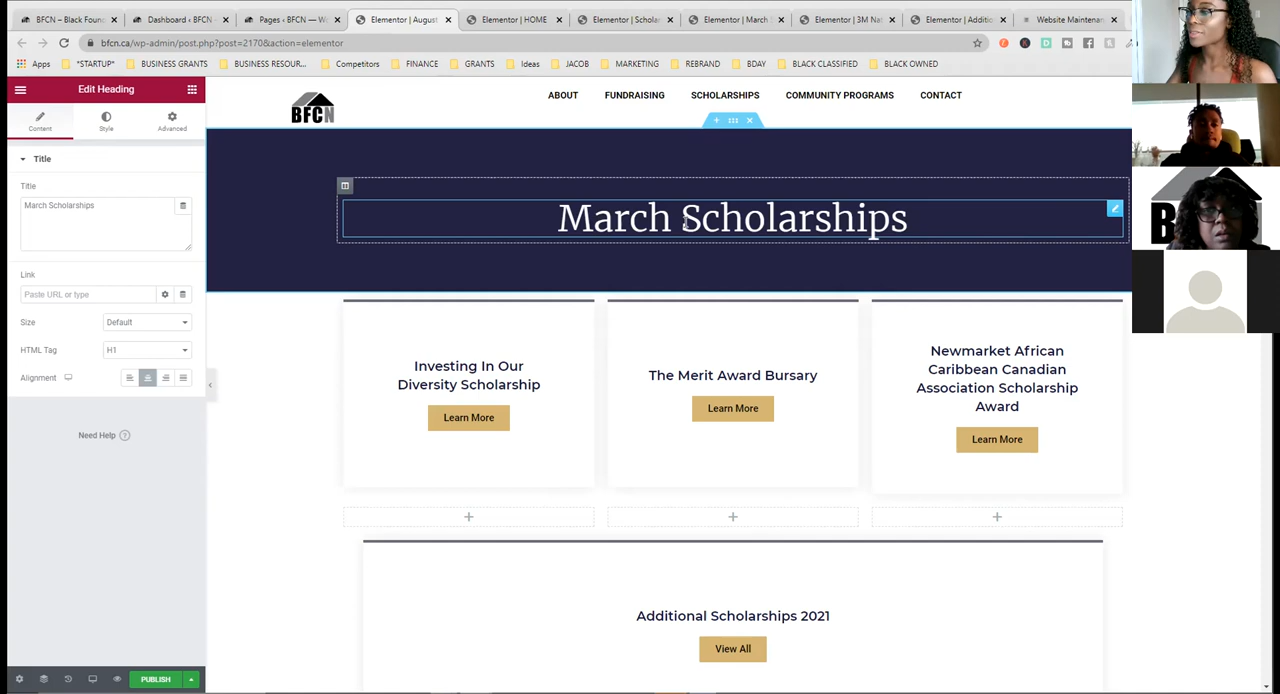 BFCN – Black Foun
Dashboard ‹ BFCN –
Pages ‹ BFCN — Wo
Elementor | August
Elementor | HOME
Elementor | Schola
Elementor | March
Elementor | 3M Na
Elementor | Additio
Website Maintenan
bfcn.ca/wp-admin/post.php?post=2170&action=elementor
Apps
*STARTUP*
BUSINESS GRANTS
BUSINESS RESOUR...
Competitors
FINANCE
GRANTS
Ideas
JACOB
MARKETING
REBRAND
BDAY
BLACK CLASSIFIED
BLACK OWNED
Edit Heading
Content
Style
Advanced
Title
Title
March Scholarships
Link
Paste URL or type
Size
Default
HTML Tag
H1
Alignment
Need Help ?
PUBLISH
BFCN
ABOUT
FUNDRAISING
SCHOLARSHIPS
COMMUNITY PROGRAMS
CONTACT
March Scholarships
Investing In Our
Diversity Scholarship
Learn More
The Merit Award Bursary
Learn More
Newmarket African
Caribbean Canadian
Association Scholarship
Award
Learn More
Additional Scholarships 2021
View All